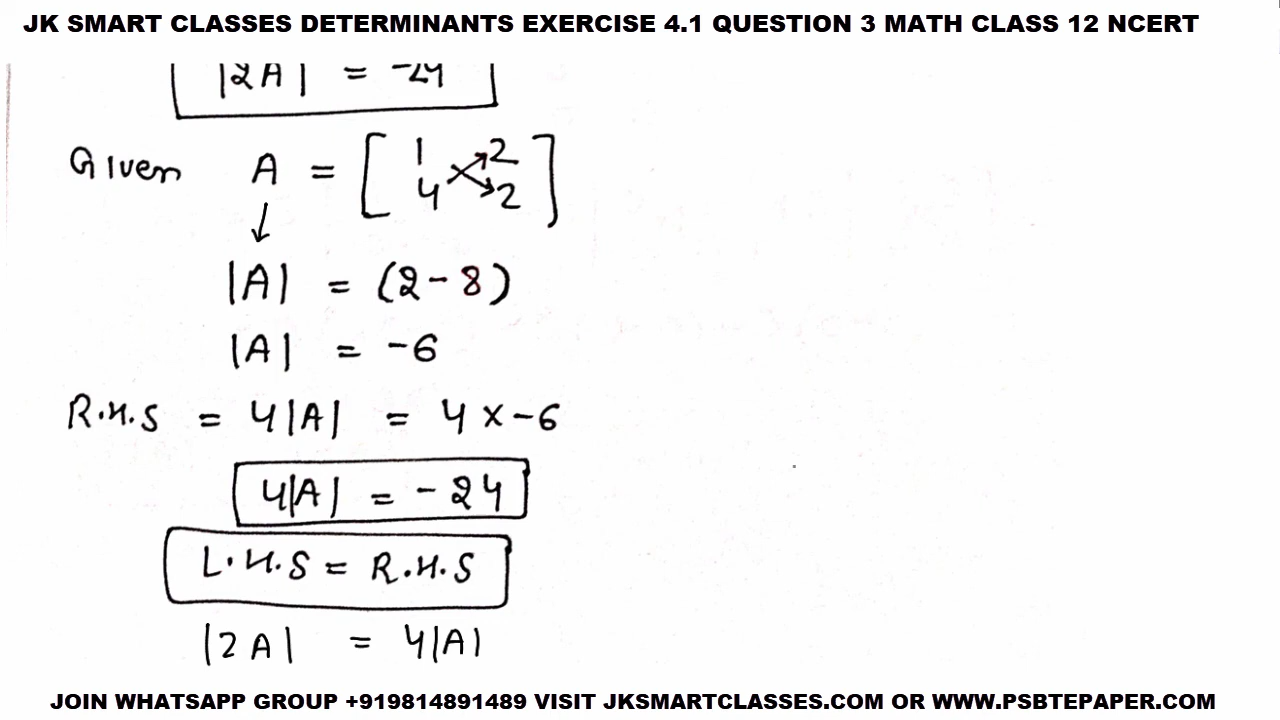 JK SMART CLASSES DETERMINANTS EXERCISE 4.1 QUESTION 3 MATH CLASS 12 NCERT
|2A| = -24
Given A = [ 1 2
4 2 ]
↓
|A| = (2 - 8)
|A| = -6
R.H.S = 4|A| = 4 x -6
4|A| = - 24
L.H.S = R.H.S
|2A| = 4|A|
JOIN WHATSAPP GROUP +919814891489 VISIT JKSMARTCLASSES.COM OR WWW.PSBTEPAPER.COM